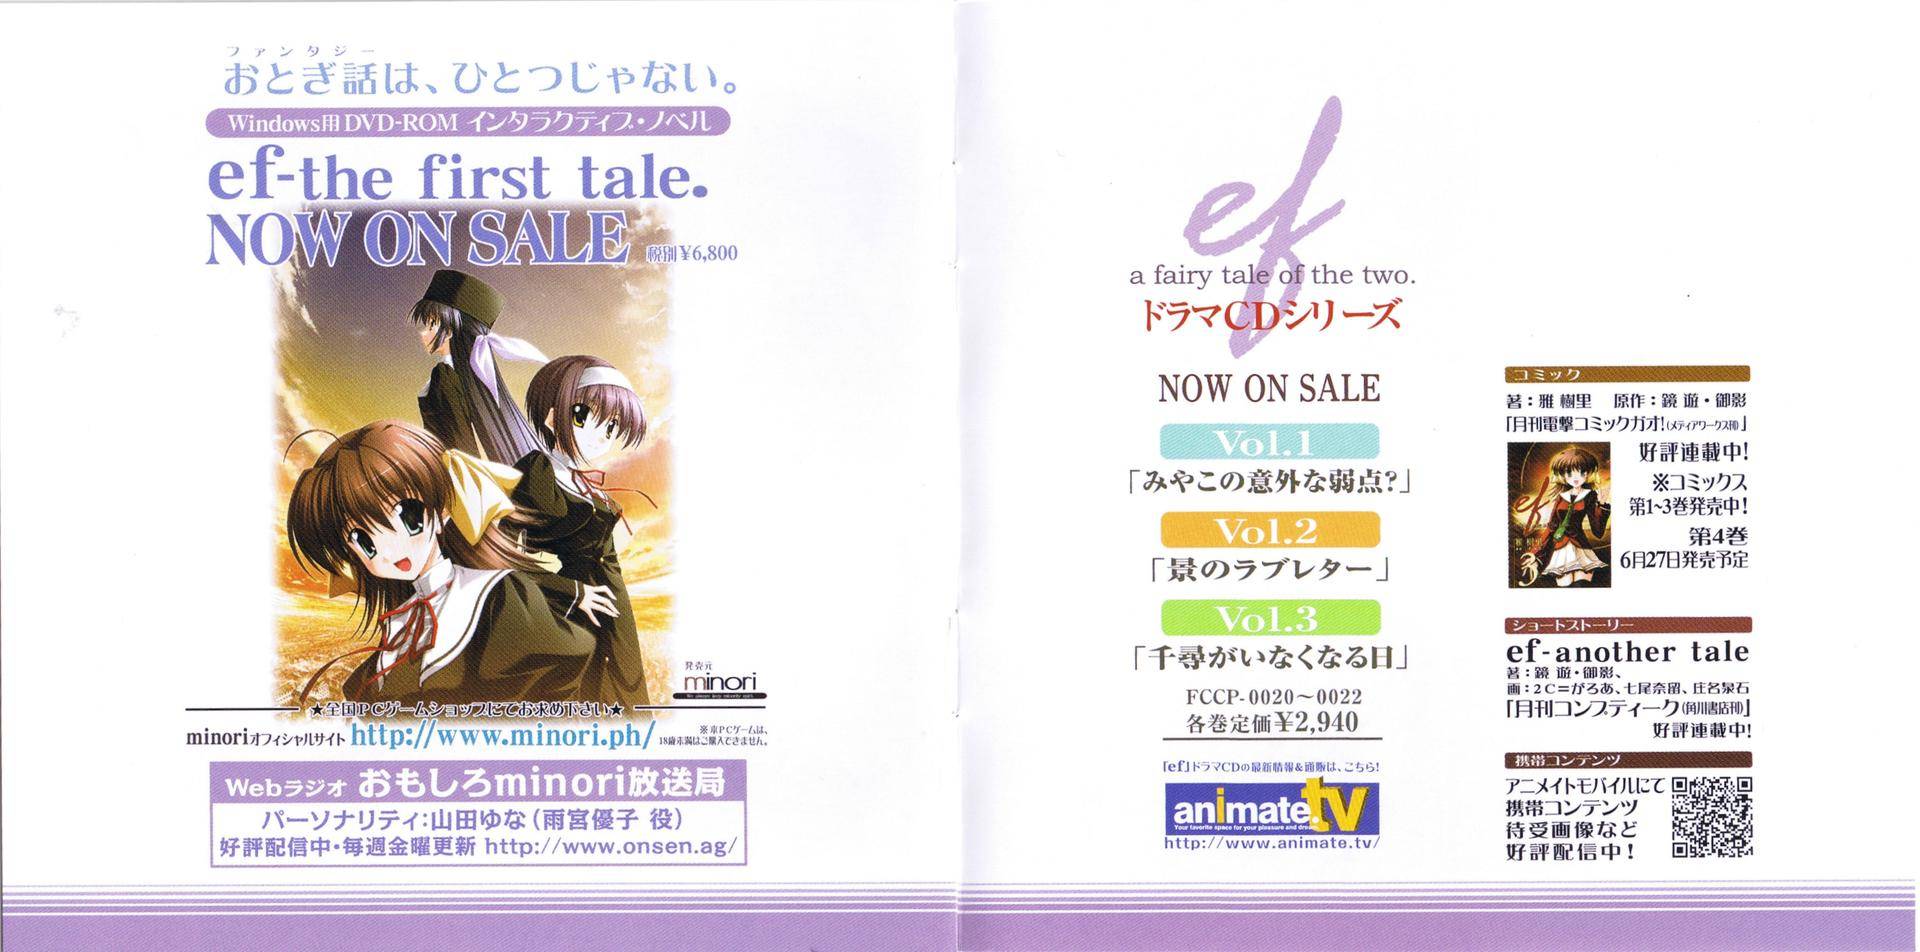 ファンタジー
おとぎ話は、ひとつじゃない。
Windows用 DVD-ROM インタラクティブ・ノベル
ef-the first tale.
NOW ON SALE 税別¥6,800
発売元
minori
We always keep minority spirit.
★全国PCゲームショップにてお求め下さい★
minoriオフィシャルサイト http://www.minori.ph/
※本PCゲームは、
18歳未満はご購入できません。
Webラジオ おもしろminori放送局
パーソナリティ:山田ゆな(雨宮優子 役)
好評配信中・毎週金曜更新 http://www.onsen.ag/
ef
a fairy tale of the two.
ドラマCDシリーズ
NOW ON SALE
Vol.1
「みやこの意外な弱点?」
Vol.2
「景のラブレター」
Vol.3
「千尋がいなくなる日」
FCCP-0020～0022
各巻定価¥2,940
「ef」ドラマCDの最新情報&通販は、こちら!
animate.tv
Your favorite space for your pleasure and dream
http://www.animate.tv/
コミック
著:雅 樹里 原作:鏡 遊・御影
「月刊電撃コミックガオ!(メディアワークス刊)」
好評連載中!
※コミックス
第1~3巻発売中!
第4巻
6月27日発売予定
ef
雅 樹里
3
ショートストーリー
ef-another tale
著:鏡 遊・御影、
画:2C=がろあ、七尾奈留、庄名泉石
「月刊コンプティーク(角川書店刊)」
好評連載中!
携帯コンテンツ
アニメイトモバイルにて
携帯コンテンツ
待受画像など
好評配信中!